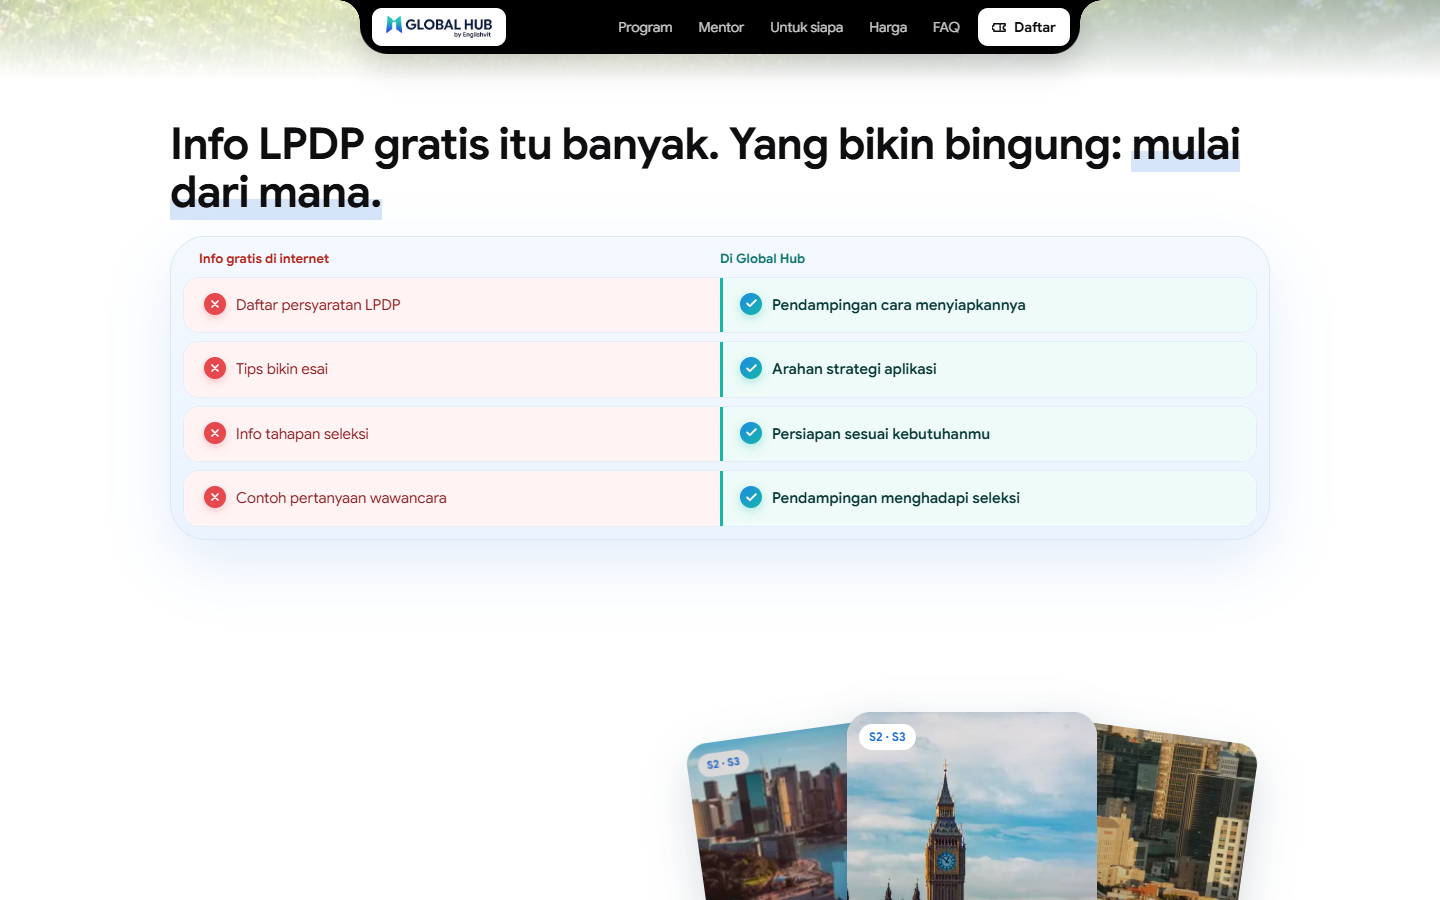 GLOBAL HUB
by Englishvit
Program
Mentor
Untuk siapa
Harga
FAQ
Daftar
Info LPDP gratis itu banyak. Yang bikin bingung: mulai
dari mana.
Info gratis di internet
Di Global Hub
Daftar persyaratan LPDP
Pendampingan cara menyiapkannya
Tips bikin esai
Arahan strategi aplikasi
Info tahapan seleksi
Persiapan sesuai kebutuhanmu
Contoh pertanyaan wawancara
Pendampingan menghadapi seleksi
S2 · S3
S2 · S3